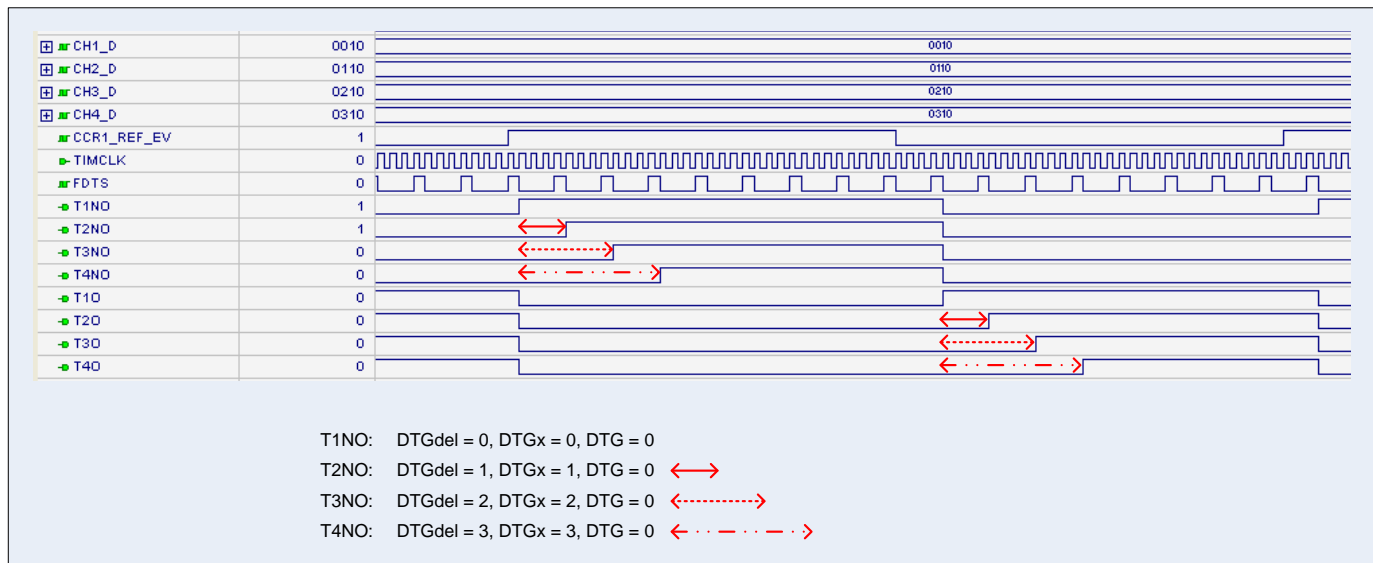 CH1_D 0010 0010
CH2_D 0110 0110
CH3_D 0210 0210
CH4_D 0310 0310
CCR1_REF_EV 1
TIMCLK 0
FDTS 0
T1NO 1
T2NO 1
T3NO 0
T4NO 0
T1O 0
T2O 0
T3O 0
T4O 0
T1NO: DTGdel = 0, DTGx = 0, DTG = 0
T2NO: DTGdel = 1, DTGx = 1, DTG = 0
T3NO: DTGdel = 2, DTGx = 2, DTG = 0
T4NO: DTGdel = 3, DTGx = 3, DTG = 0